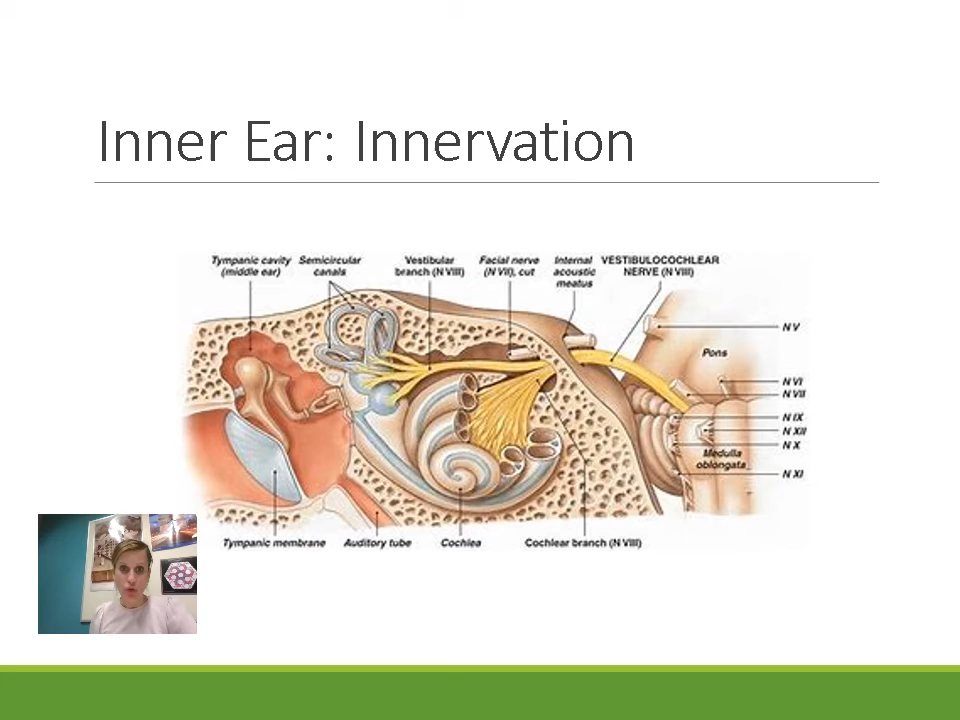 Inner Ear: Innervation
Tympanic cavity
(middle ear)
Semicircular
canals
Vestibular
branch (N VIII)
Facial nerve
(N VII), cut
Internal
acoustic
meatus
VESTIBULOCOCHLEAR
NERVE (N VIII)
N V
Pons
N VI
N VII
N IX
N XII
N X
Medulla
oblongata
N XI
Tympanic membrane
Auditory tube
Cochlea
Cochlear branch (N VIII)